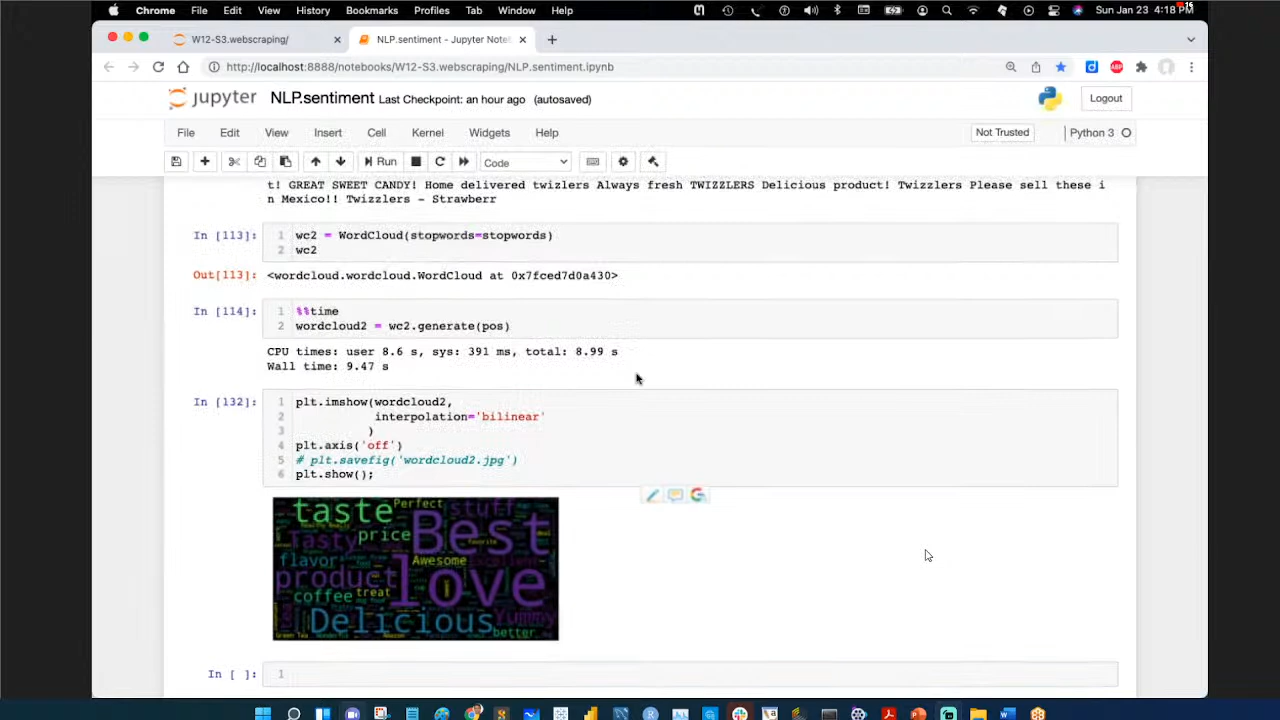 Chrome File Edit View History Bookmarks Profiles Tab Window Help Sun Jan 23 4:18 PM
W12-S3.webscraping/ NLP.sentiment - Jupyter Note
http://localhost:8888/notebooks/W12-S3.webscraping/NLP.sentiment.ipynb
jupyter NLP.sentiment Last Checkpoint: an hour ago (autosaved) Logout
File Edit View Insert Cell Kernel Widgets Help Not Trusted Python 3
Run Code
t! GREAT SWEET CANDY! Home delivered twizlers Always fresh TWIZZLERS Delicious product! Twizzlers Please sell these i
n Mexico!! Twizzlers - Strawberr
In [113]: 1 wc2 = WordCloud(stopwords=stopwords)
2 wc2
Out[113]: <wordcloud.wordcloud.WordCloud at 0x7fced7d0a430>
In [114]: 1 %%time
2 wordcloud2 = wc2.generate(pos)
CPU times: user 8.6 s, sys: 391 ms, total: 8.99 s
Wall time: 9.47 s
In [132]: 1 plt.imshow(wordcloud2,
2 interpolation='bilinear'
3 )
4 plt.axis('off')
5 # plt.savefig('wordcloud2.jpg')
6 plt.show();
taste Perfect stuff
Best
Tasty price favorite
flavor Awesome Excellent
product love
coffee treat
Delicious Yummy
better
Green Tea Amazon
In [ ]: 1